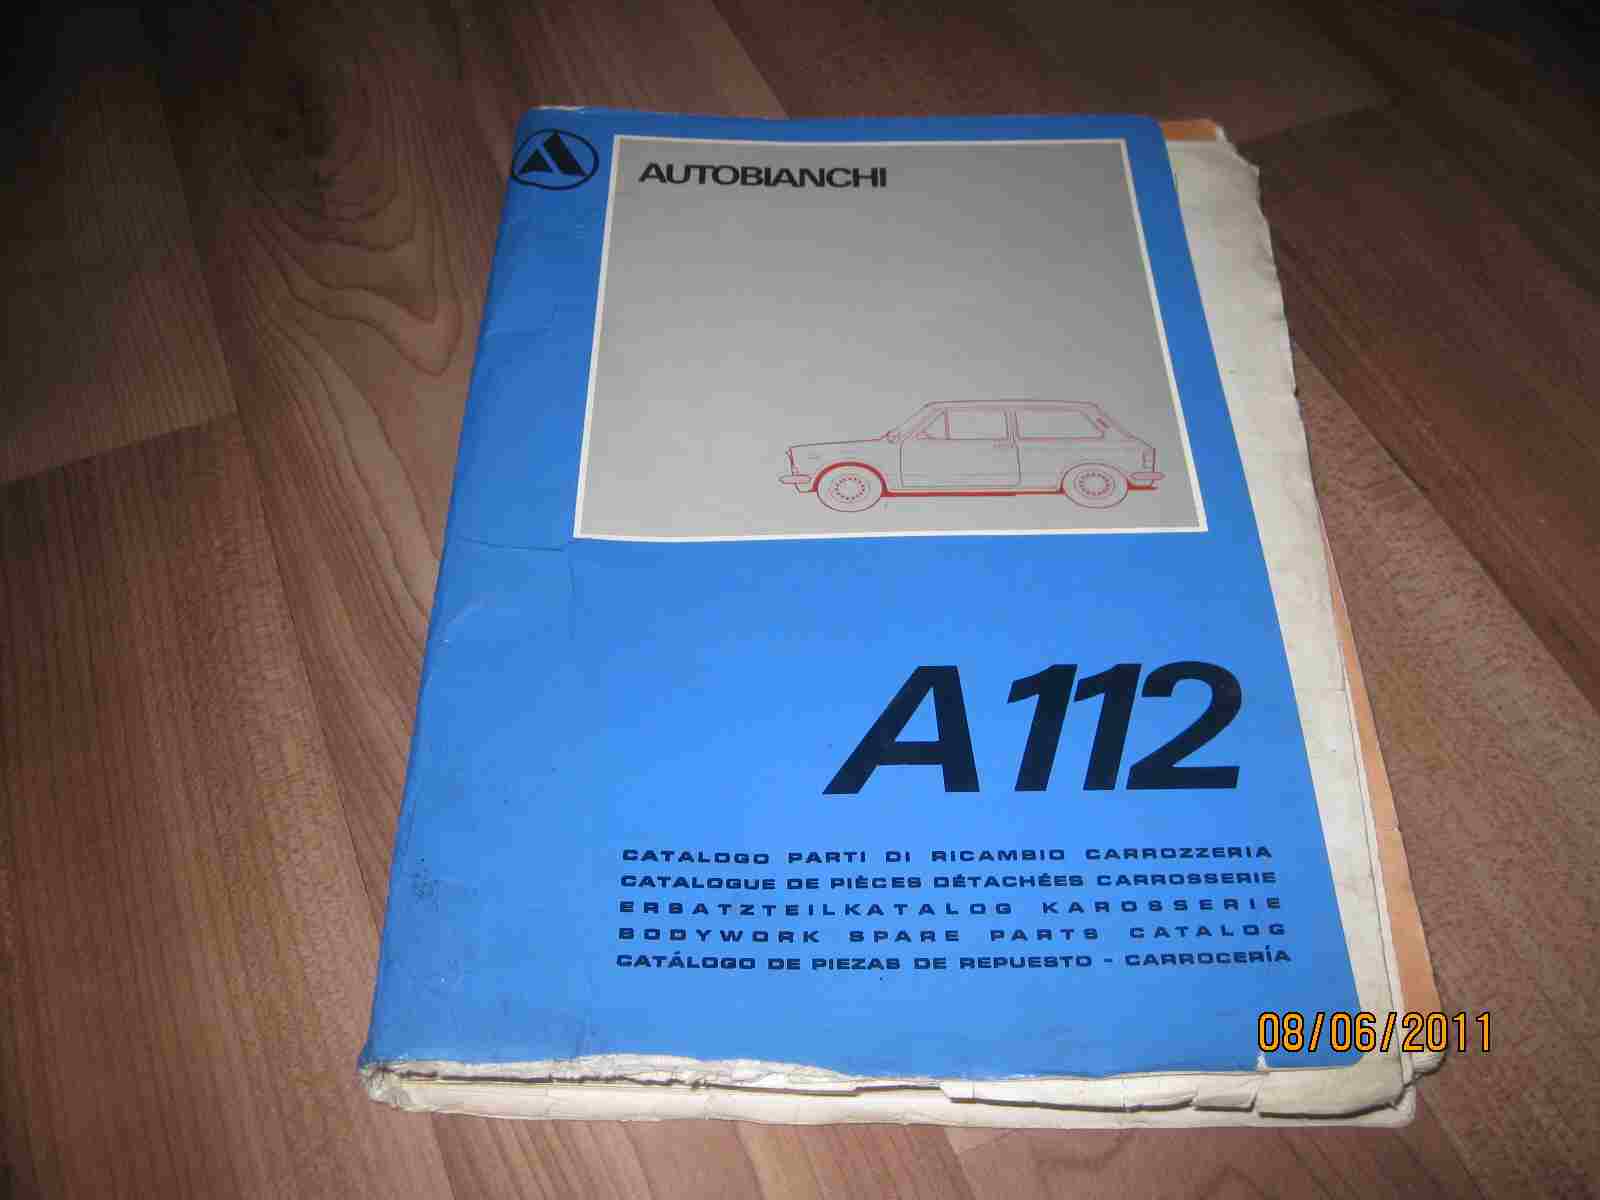 AUTOBIANCHI
A112
CATALOGO PARTI DI RICAMBIO CARROZZERIA
CATALOGUE DE PIÈCES DÉTACHÉES CARROSSERIE
ERSATZTEILKATALOG KAROSSERIE
BODYWORK SPARE PARTS CATALOG
CATÁLOGO DE PIEZAS DE REPUESTO - CARROCERÍA
08/06/2011